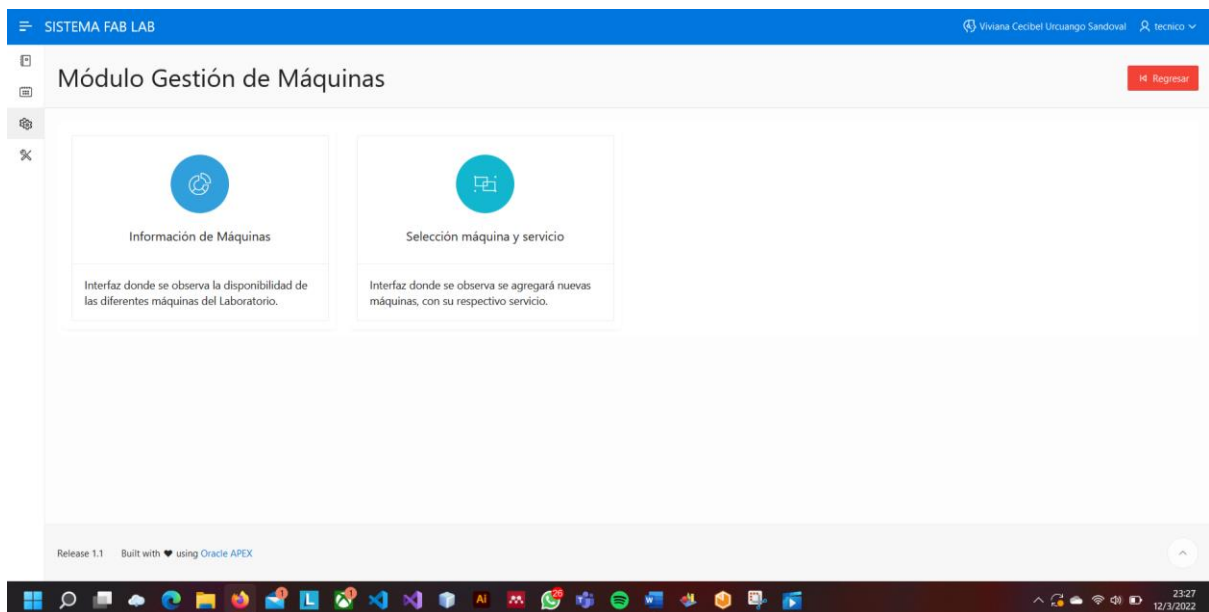 SISTEMA FAB LAB
Viviana Cecibel Urcuango Sandoval
tecnico
Módulo Gestión de Máquinas
Regresar
Información de Máquinas
Selección máquina y servicio
Interfaz donde se observa la disponibilidad de
las diferentes máquinas del Laboratorio.
Interfaz donde se observa se agregará nuevas
máquinas, con su respectivo servicio.
Release 1.1
Built with ♥ using Oracle APEX
23:27
12/3/2022